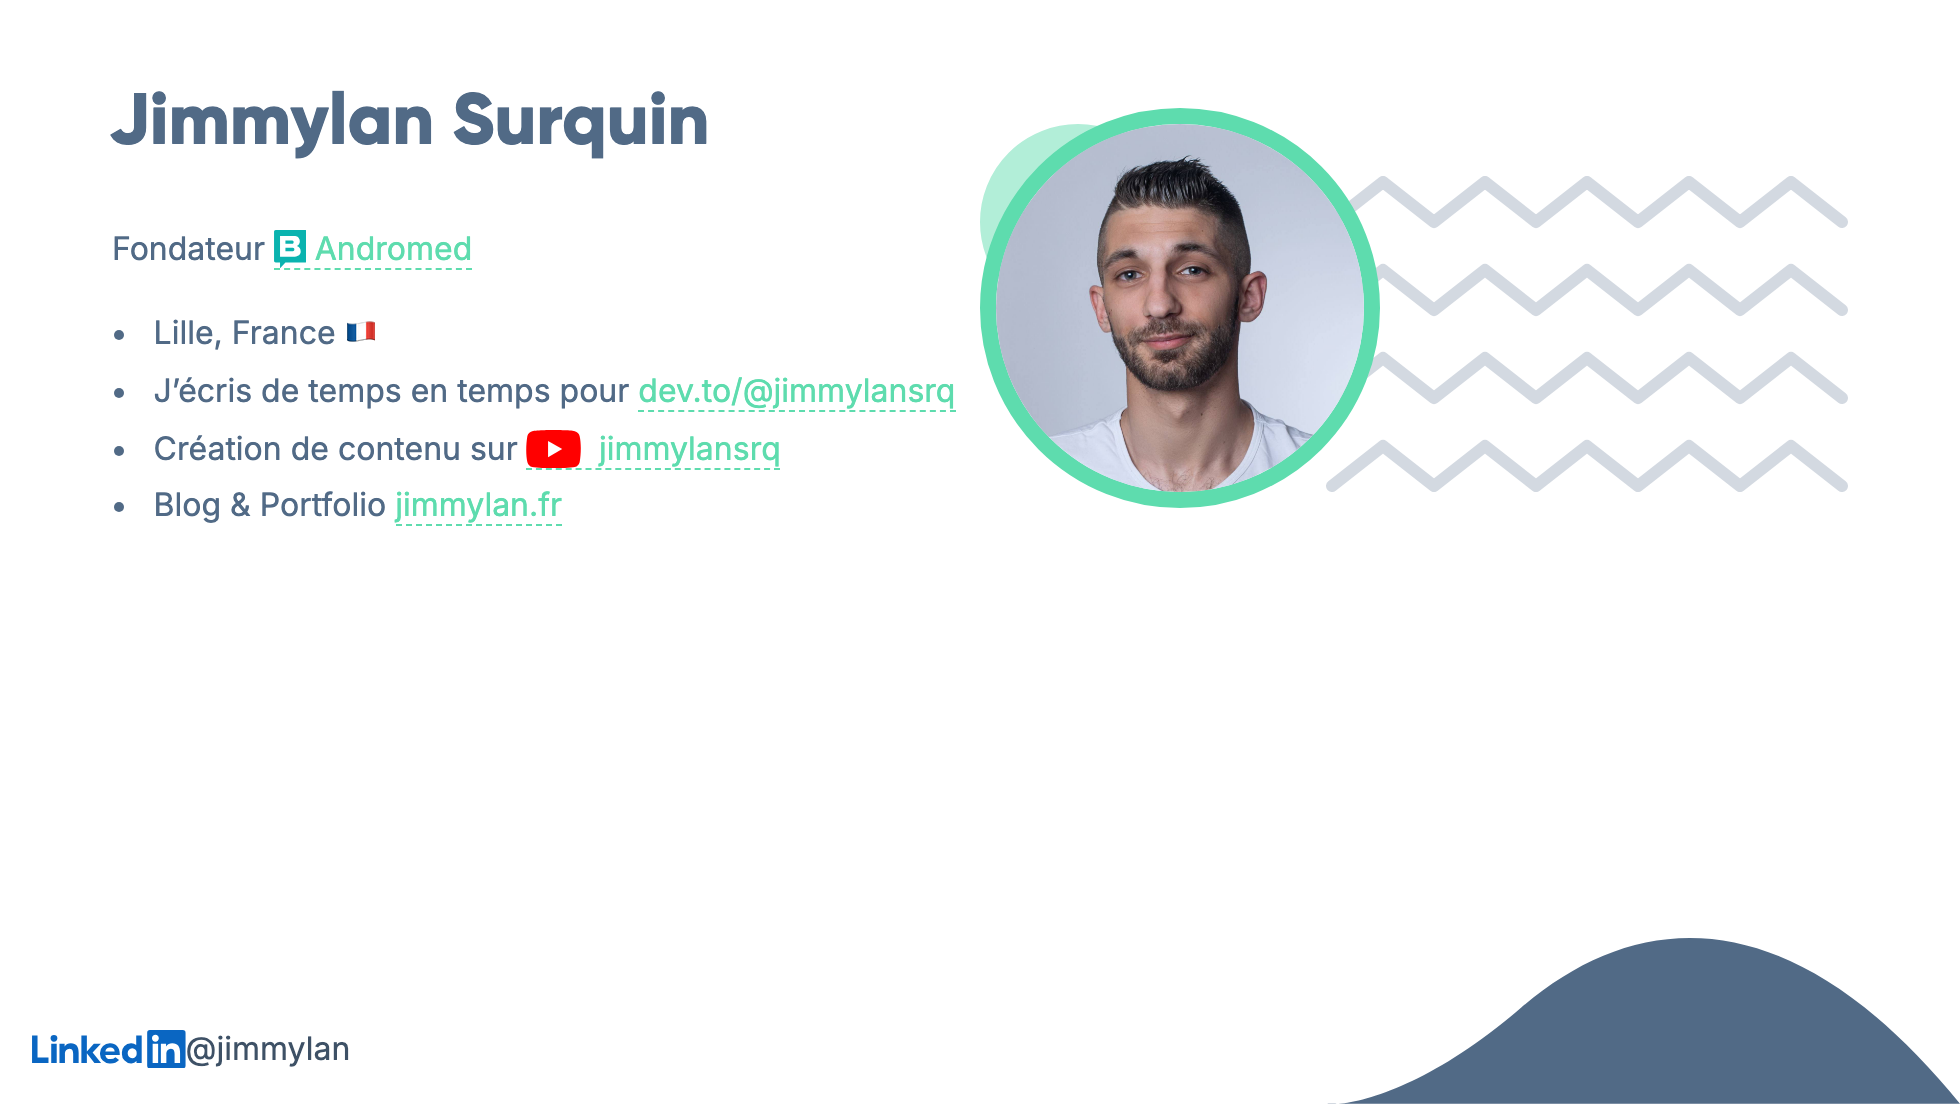 Jimmylan Surquin
Fondateur Andromed
Lille, France 🇫🇷
J’écris de temps en temps pour dev.to/@jimmylansrq
Création de contenu sur jimmylansrq
Blog & Portfolio jimmylan.fr
Linkedin@jimmylan